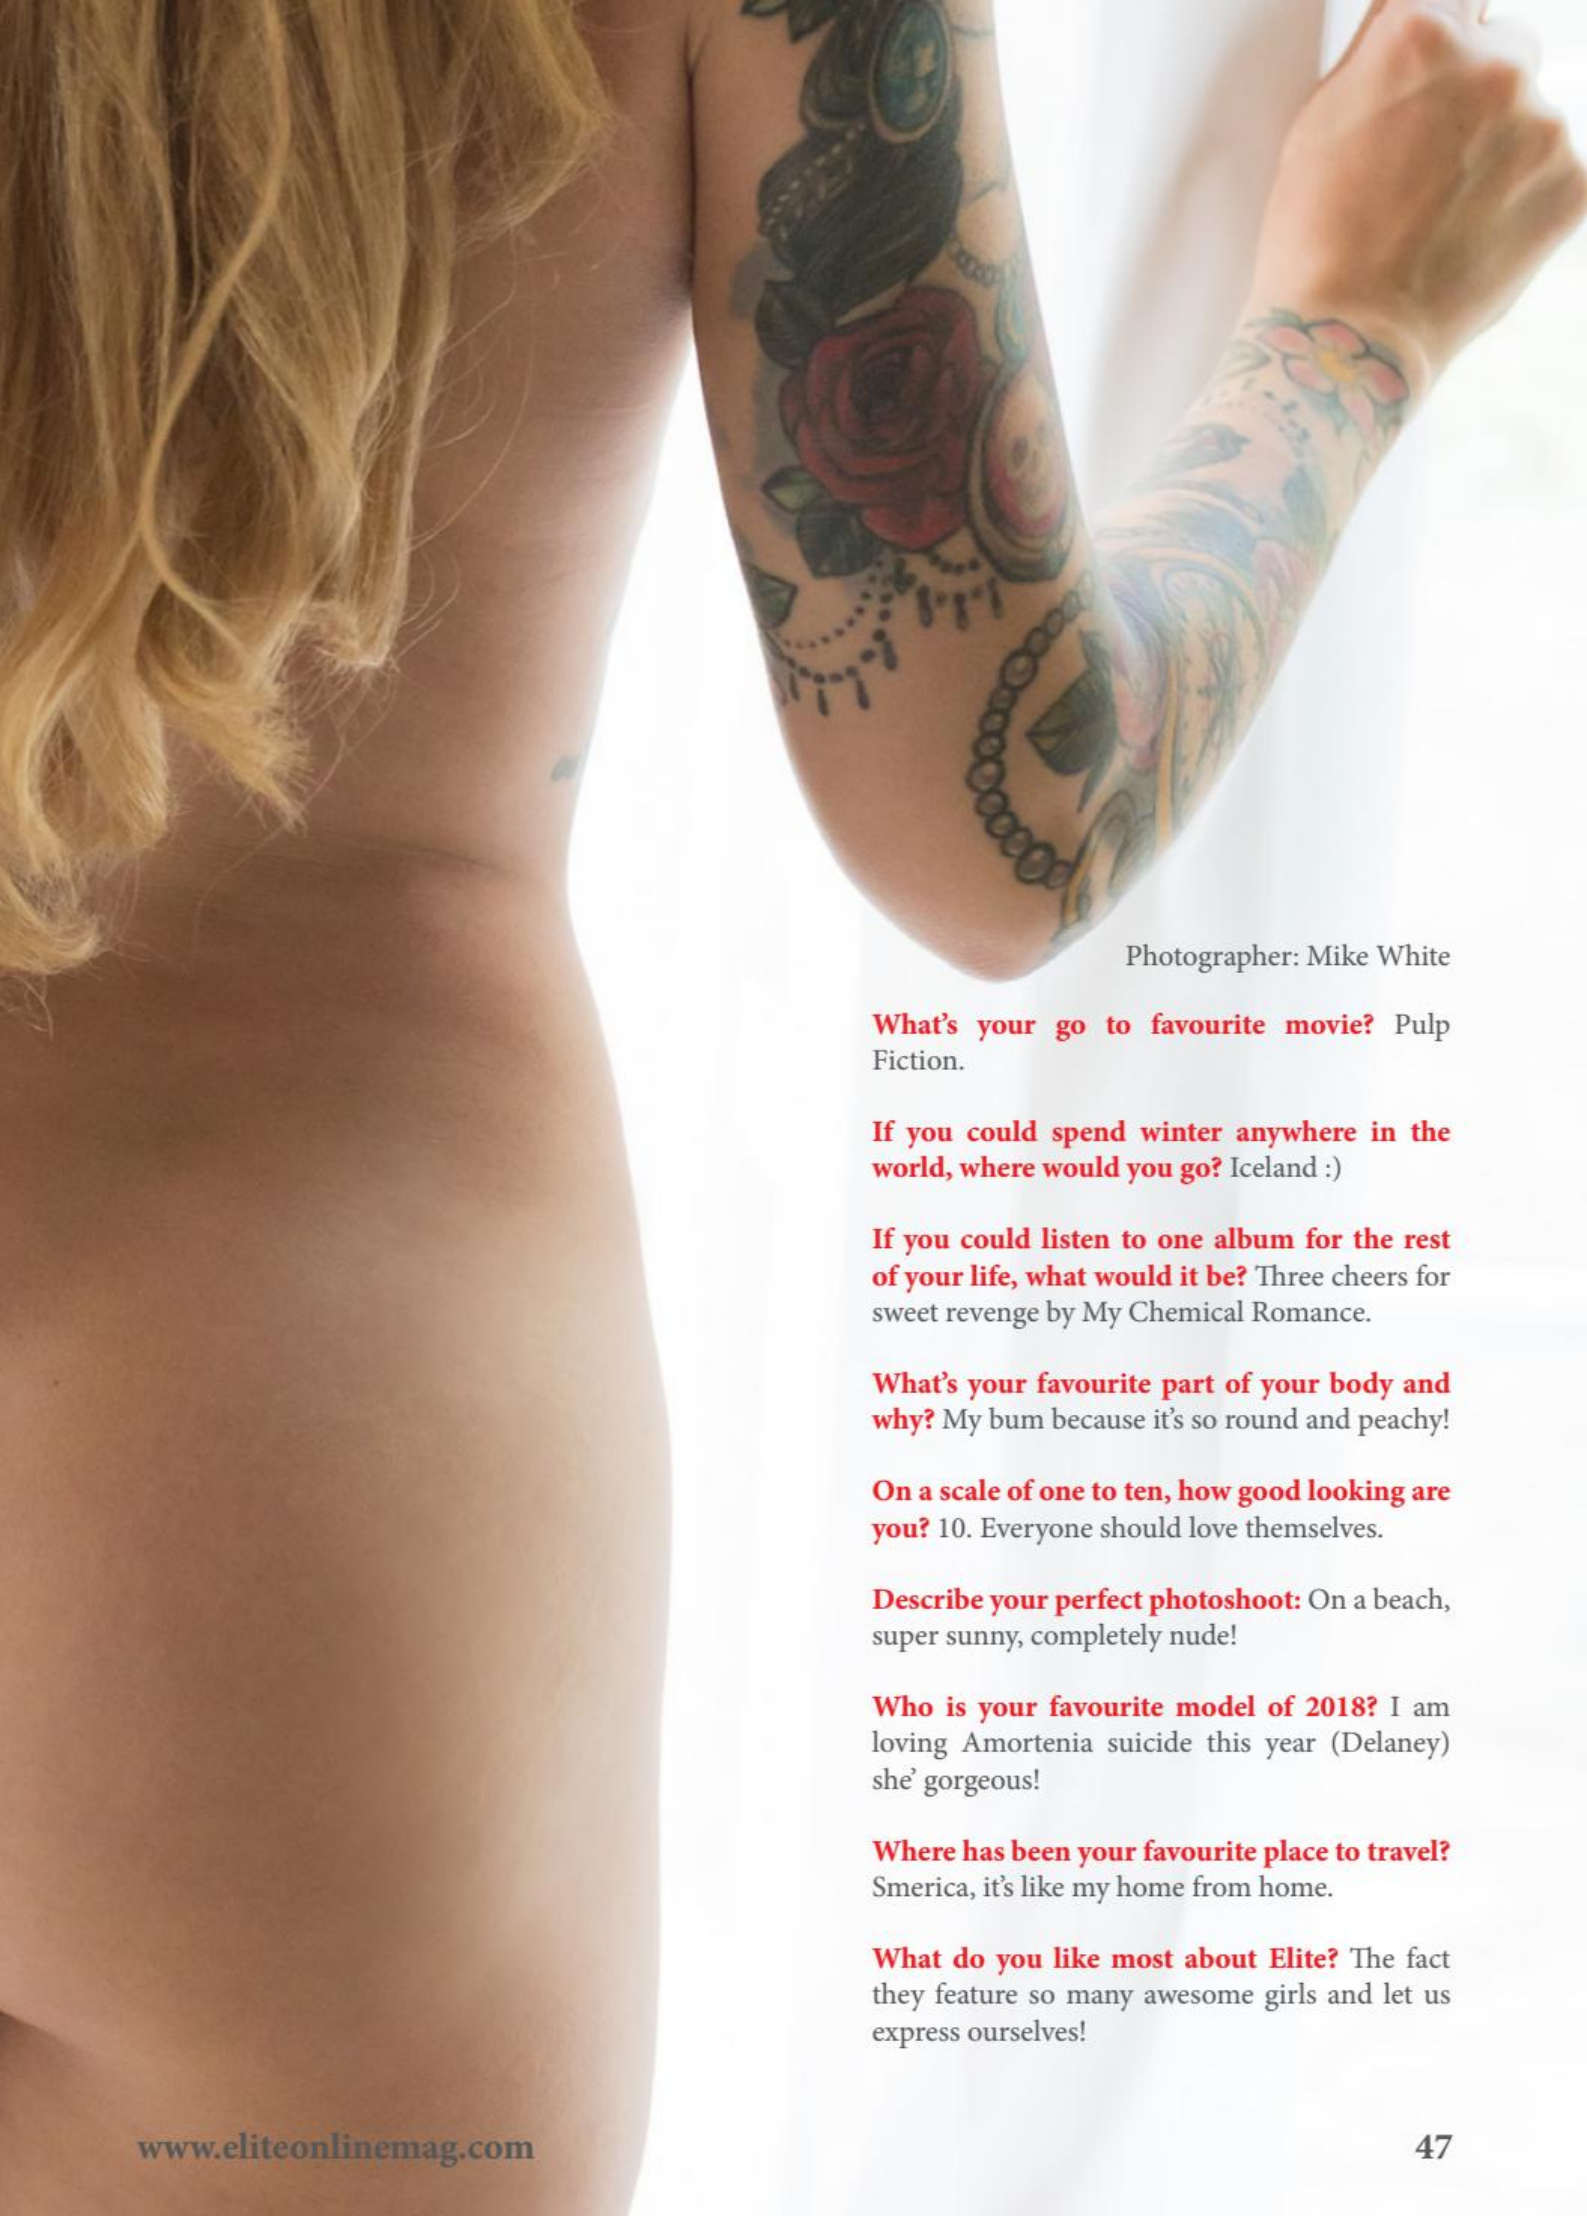 Photographer: Mike White
What's your go to favourite movie? Pulp
Fiction.
If you could spend winter anywhere in the
world, where would you go? Iceland :)
If you could listen to one album for the rest
of your life, what would it be? Three cheers for
sweet revenge by My Chemical Romance.
What's your favourite part of your body and
why? My bum because it's so round and peachy!
On a scale of one to ten, how good looking are
you? 10. Everyone should love themselves.
Describe your perfect photoshoot: On a beach,
super sunny, completely nude!
Who is your favourite model of 2018? I am
loving Amortenia suicide this year (Delaney)
she' gorgeous!
Where has been your favourite place to travel?
Smerica, it's like my home from home.
What do you like most about Elite? The fact
they feature so many awesome girls and let us
express ourselves!
www.eliteonlinemag.com
47